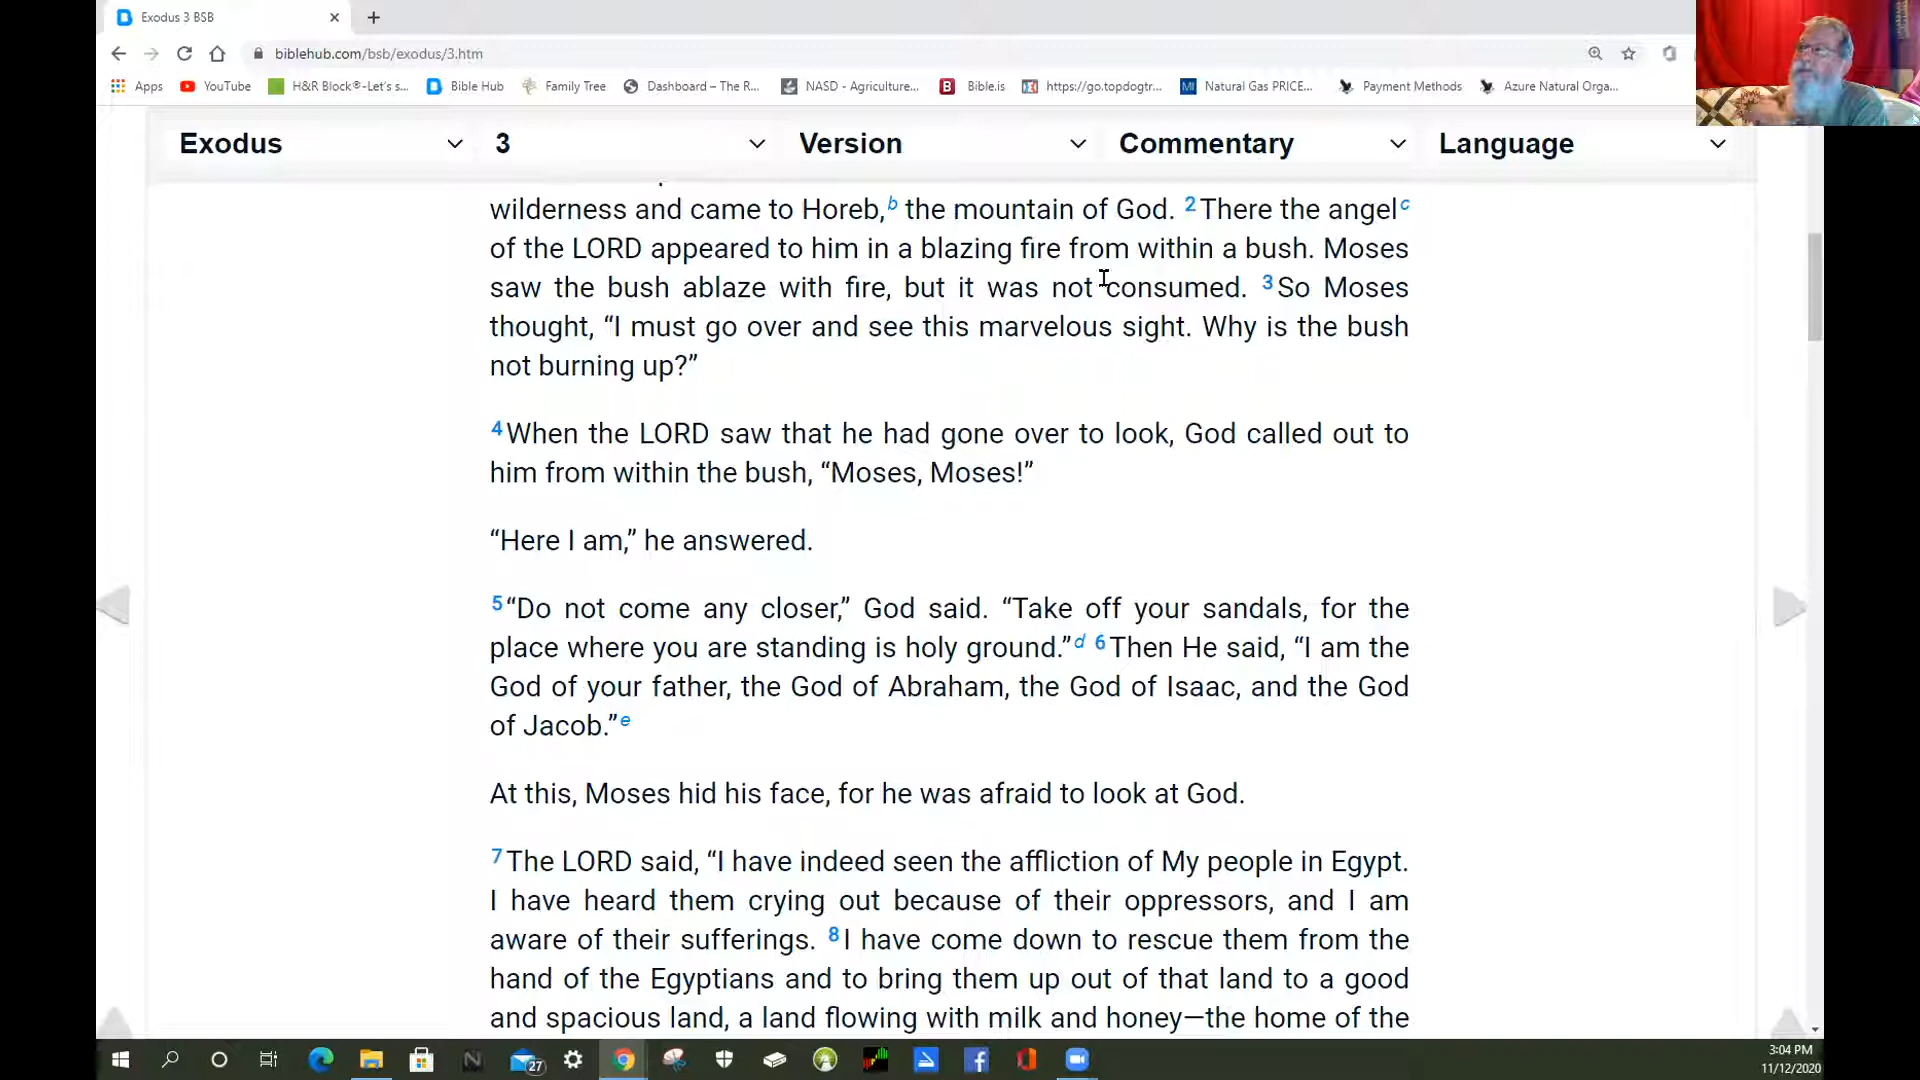 Exodus 3 BSB
biblehub.com/bsb/exodus/3.htm
Apps YouTube H&R Block®-Let's s... Bible Hub Family Tree Dashboard – The R... NASD - Agriculture... Bible.is https://go.topdogtr... Natural Gas PRICE... Payment Methods Azure Natural Orga...
Exodus 3 Version Commentary Language
wilderness and came to Horeb,b the mountain of God. 2There the angelc
of the LORD appeared to him in a blazing fire from within a bush. Moses
saw the bush ablaze with fire, but it was not consumed. 3So Moses
thought, “I must go over and see this marvelous sight. Why is the bush
not burning up?”
4When the LORD saw that he had gone over to look, God called out to
him from within the bush, “Moses, Moses!”
“Here I am,” he answered.
5“Do not come any closer,” God said. “Take off your sandals, for the
place where you are standing is holy ground.”d 6Then He said, “I am the
God of your father, the God of Abraham, the God of Isaac, and the God
of Jacob.”e
At this, Moses hid his face, for he was afraid to look at God.
7The LORD said, “I have indeed seen the affliction of My people in Egypt.
I have heard them crying out because of their oppressors, and I am
aware of their sufferings. 8I have come down to rescue them from the
hand of the Egyptians and to bring them up out of that land to a good
and spacious land, a land flowing with milk and honey—the home of the
27
3:04 PM
11/12/2020